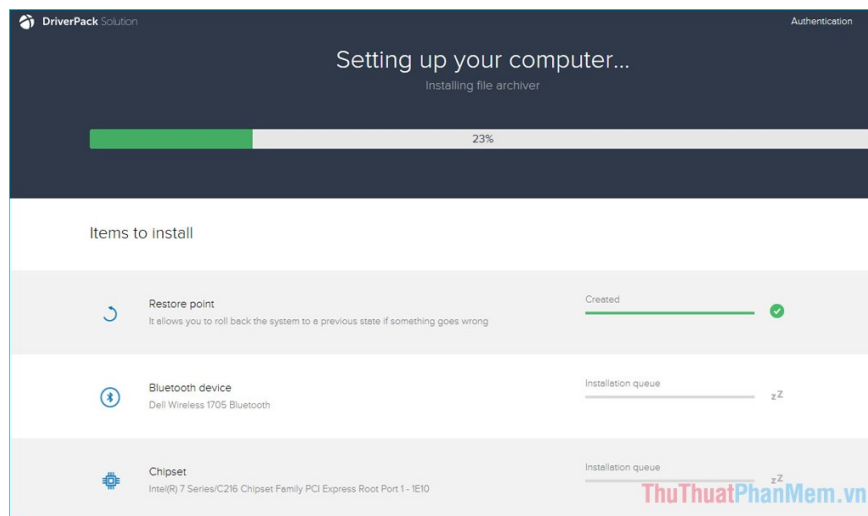 DriverPack Solution
Authentication
Setting up your computer...
Installing file archiver
23%
Items to install
Restore point
It allows you to roll back the system to a previous state if something goes wrong
Created
Bluetooth device
Dell Wireless 1705 Bluetooth
Installation queue
zZ
Chipset
Intel(R) 7 Series/C216 Chipset Family PCI Express Root Port 1 - 1E10
Installation queue
zZ
ThuThuatPhanMem.vn